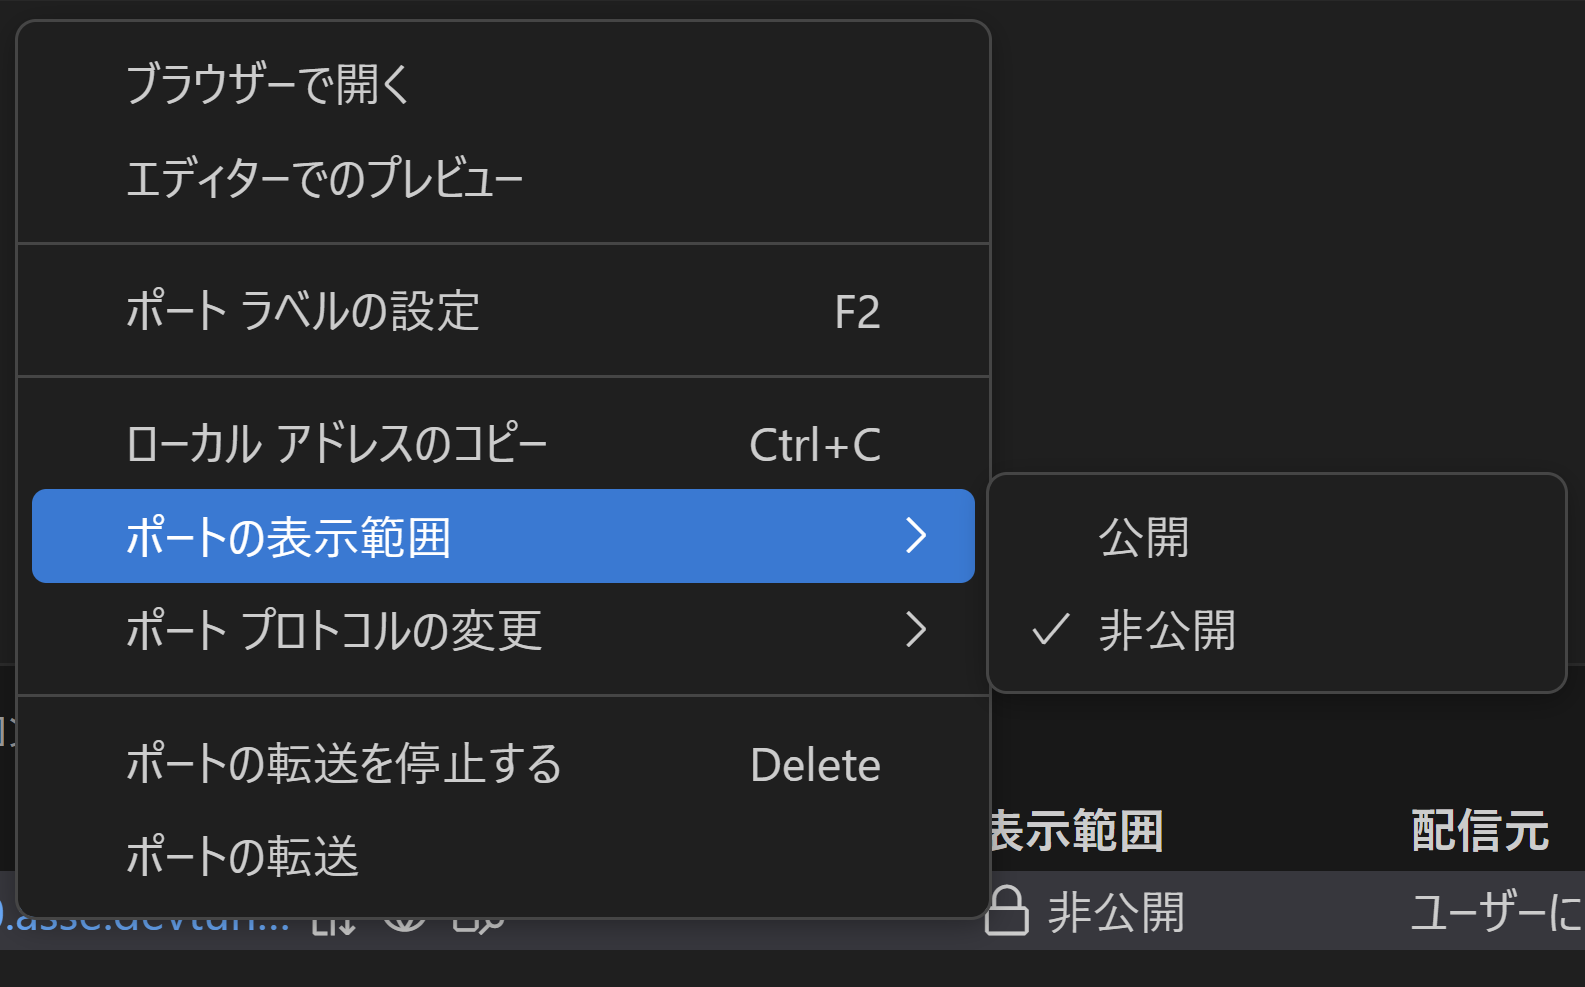 ブラウザーで開く
エディターでのプレビュー
ポート ラベルの設定 F2
ローカル アドレスのコピー Ctrl+C
ポートの表示範囲
公開
ポート プロトコルの変更
非公開
ポートの転送を停止する Delete
ポートの転送
表示範囲 配信元
非公開 ユーザーに